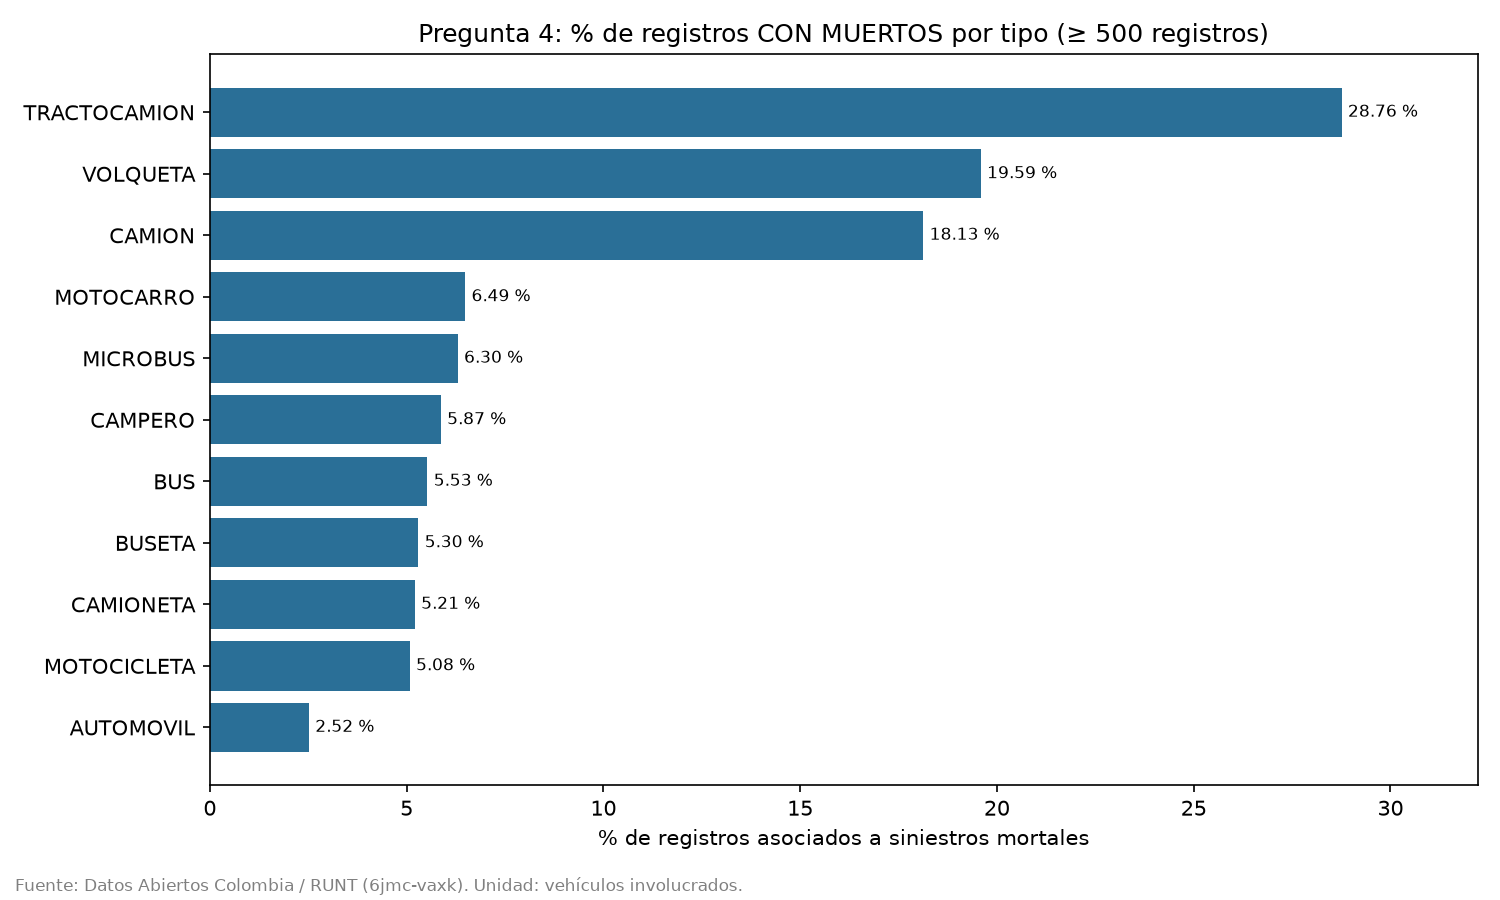 Pregunta 4: % de registros CON MUERTOS por tipo (≥ 500 registros)
TRACTOCAMION 28.76 %
VOLQUETA 19.59 %
CAMION 18.13 %
MOTOCARRO 6.49 %
MICROBUS 6.30 %
CAMPERO 5.87 %
BUS 5.53 %
BUSETA 5.30 %
CAMIONETA 5.21 %
MOTOCICLETA 5.08 %
AUTOMOVIL 2.52 %
0 5 10 15 20 25 30
% de registros asociados a siniestros mortales
Fuente: Datos Abiertos Colombia / RUNT (6jmc-vaxk). Unidad: vehículos involucrados.